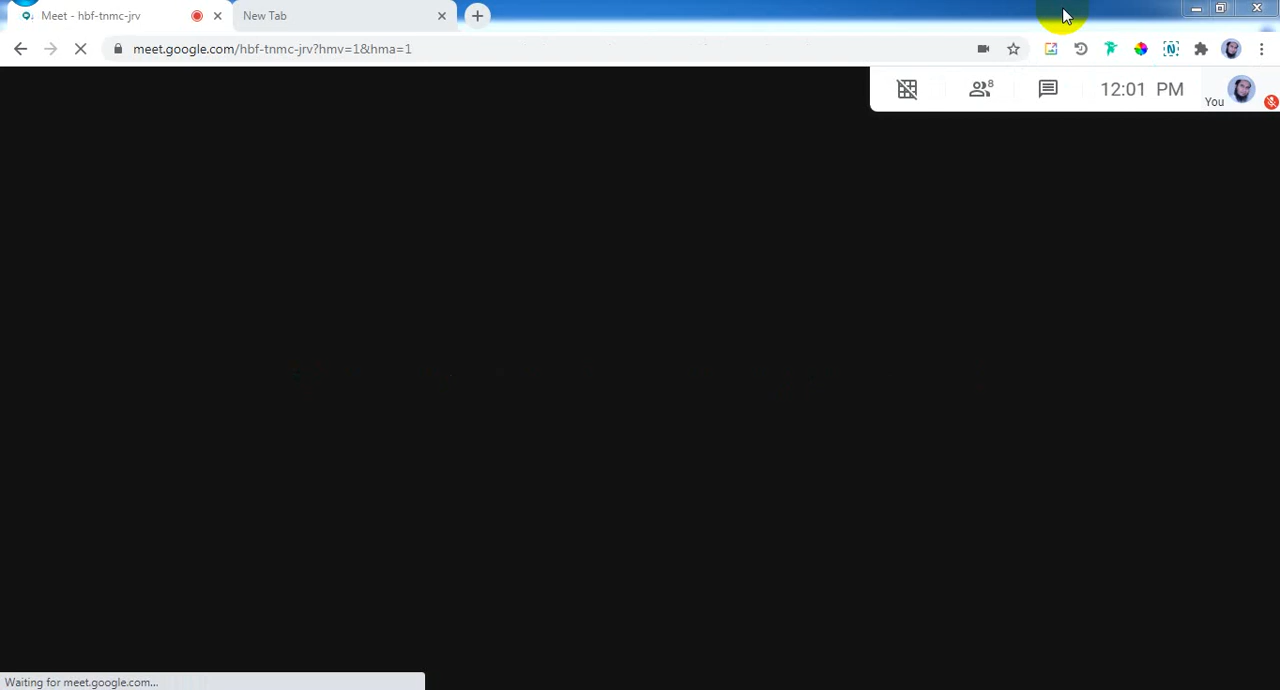 Meet - hbf-tnmc-jrv
New Tab
meet.google.com/hbf-tnmc-jrv?hmv=1&hma=1
N
8
12:01 PM
You
Waiting for meet.google.com...